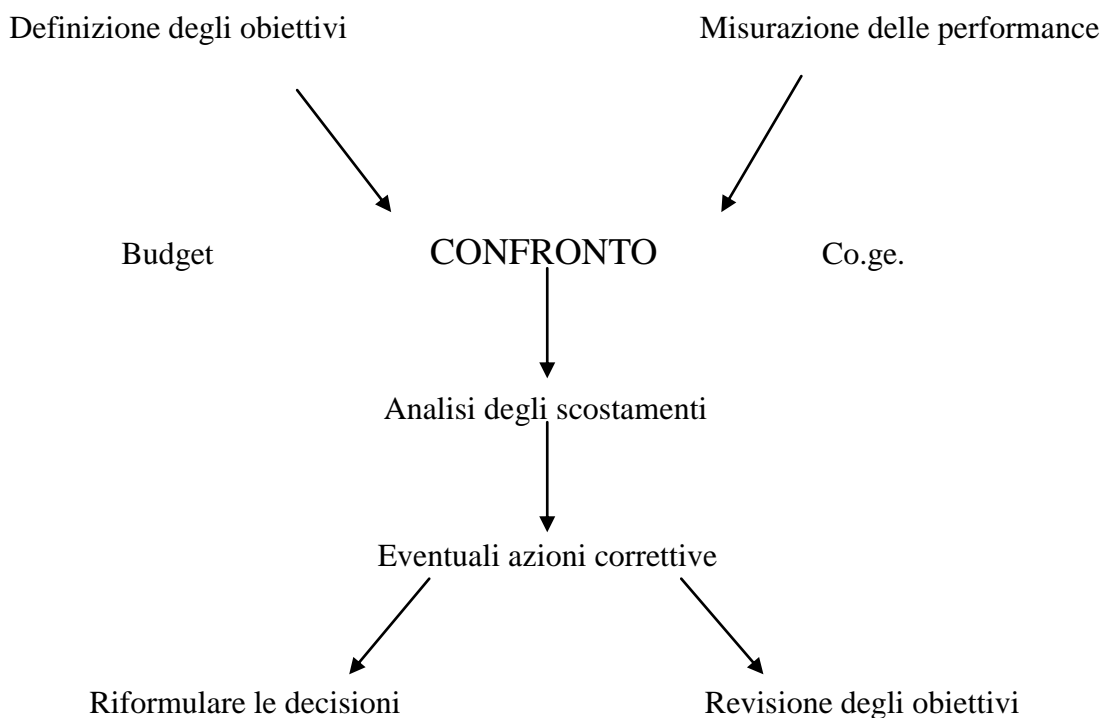 Definizione degli obiettivi
Misurazione delle performance
Budget
CONFRONTO
Co.ge.
Analisi degli scostamenti
Eventuali azioni correttive
Riformulare le decisioni
Revisione degli obiettivi